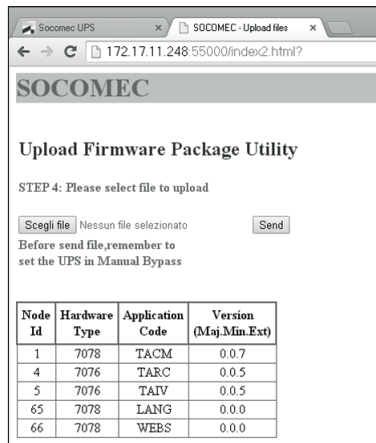 Socomec UPS
SOCOMEC - Upload files
172.17.11.248:55000/index2.html?
SOCOMEC
Upload Firmware Package Utility
STEP 4: Please select file to upload
Scegli file Nessun file selezionato Send
Before send file,remember to
set the UPS in Manual Bypass
Node Id Hardware Type Application Code Version (Maj.Min.Ext)
1 7078 TACM 0.0.7
4 7076 TARC 0.0.5
5 7076 TAIV 0.0.5
65 7078 LANG 0.0.0
66 7078 WEBS 0.0.0